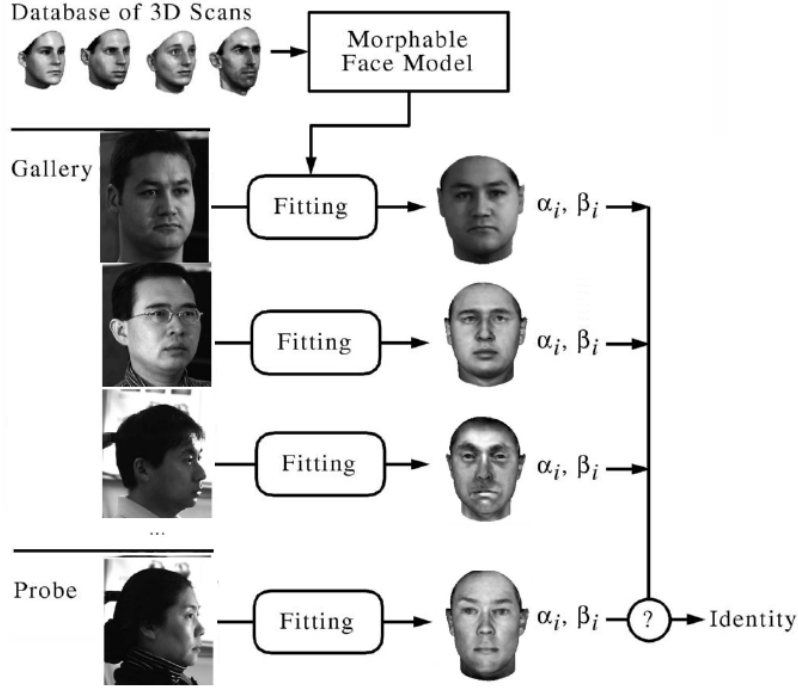 Database of 3D Scans
Morphable
Face Model
Gallery
Fitting
αi, βi
Fitting
αi, βi
Fitting
αi, βi
...
Probe
Fitting
αi, βi
?
Identity